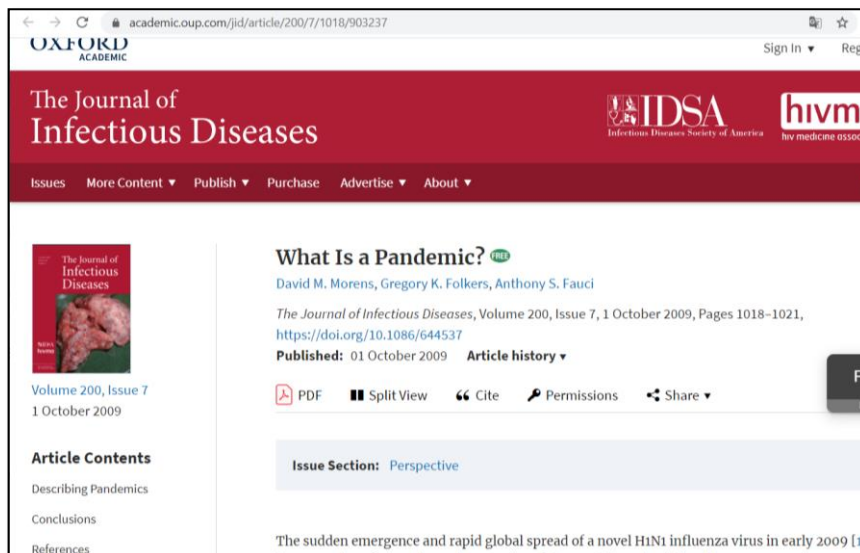 academic.oup.com/jid/article/200/7/1018/903237
OXFORD
ACADEMIC
Sign In
Reg
The Journal of
Infectious Diseases
IDSA
Infectious Diseases Society of America
hivm
hiv medicine assoc
Issues More Content Publish Purchase Advertise About
The Journal of
Infectious
Diseases
Volume 200, Issue 7
1 October 2009
Article Contents
Describing Pandemics
Conclusions
References
What Is a Pandemic? FREE
David M. Morens, Gregory K. Folkers, Anthony S. Fauci
The Journal of Infectious Diseases, Volume 200, Issue 7, 1 October 2009, Pages 1018–1021,
https://doi.org/10.1086/644537
Published: 01 October 2009 Article history
PDF Split View Cite Permissions Share
F
Issue Section: Perspective
The sudden emergence and rapid global spread of a novel H1N1 influenza virus in early 2009 [1